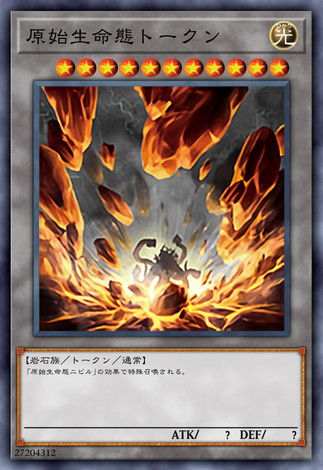 原始生命態トークン
光
【岩石族／トークン／通常】
「原始生命態ニビル」の効果で特殊召喚される。
ATK/ ? DEF/ ?
27204312